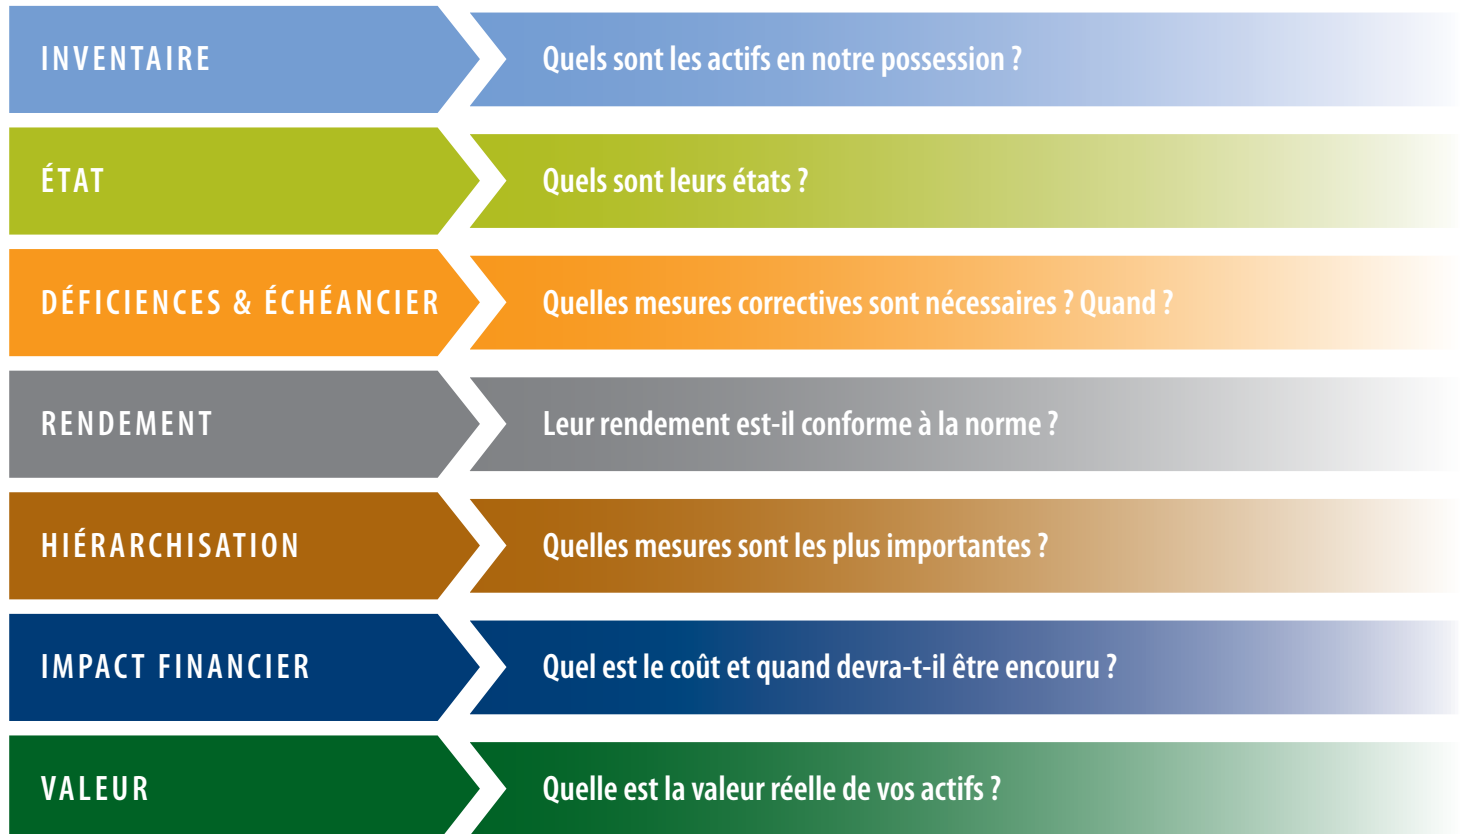 INVENTAIRE
Quels sont les actifs en notre possession ?
ÉTAT
Quels sont leurs états ?
DÉFICIENCES & ÉCHÉANCIER
Quelles mesures correctives sont nécessaires ? Quand ?
RENDEMENT
Leur rendement est-il conforme à la norme ?
HIÉRARCHISATION
Quelles mesures sont les plus importantes ?
IMPACT FINANCIER
Quel est le coût et quand devra-t-il être encouru ?
VALEUR
Quelle est la valeur réelle de vos actifs ?